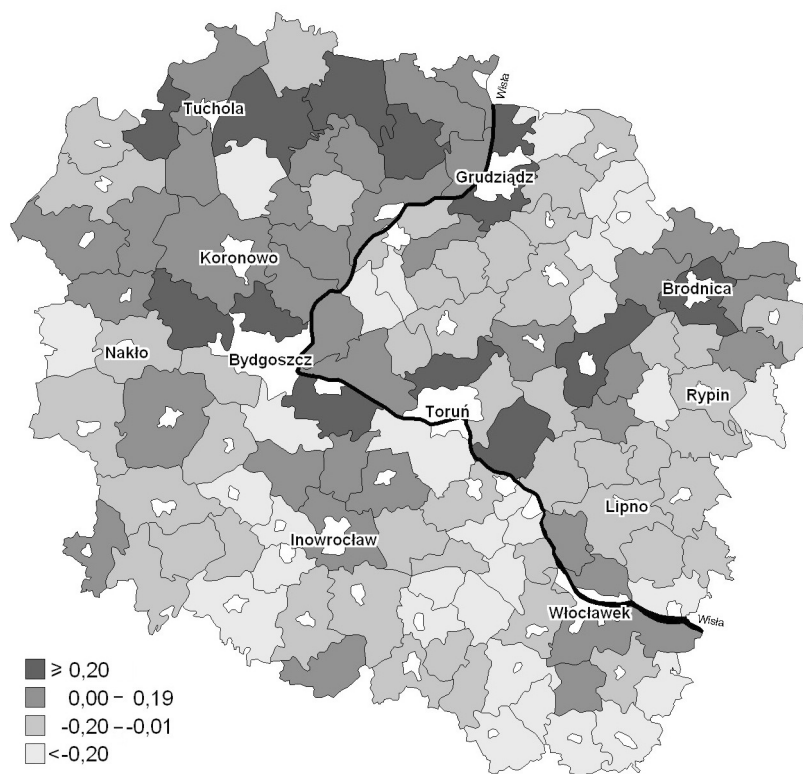 Wisła
Tuchola
Grudziądz
Koronowo
Brodnica
Nakło
Bydgoszcz
Rypin
Toruń
Lipno
Inowrocław
Włocławek
Wisła
≥ 0,20
0,00 − 0,19
-0,20 − -0,01
< -0,20